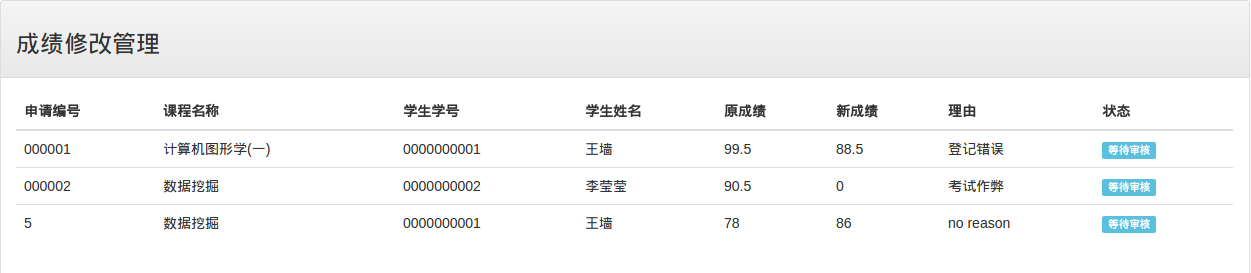 成绩修改管理
申请编号 课程名称 学生学号 学生姓名 原成绩 新成绩 理由 状态
000001 计算机图形学(一) 0000000001 王墙 99.5 88.5 登记错误 等待审核
000002 数据挖掘 0000000002 李莹莹 90.5 0 考试作弊 等待审核
5 数据挖掘 0000000001 王墙 78 86 no reason 等待审核